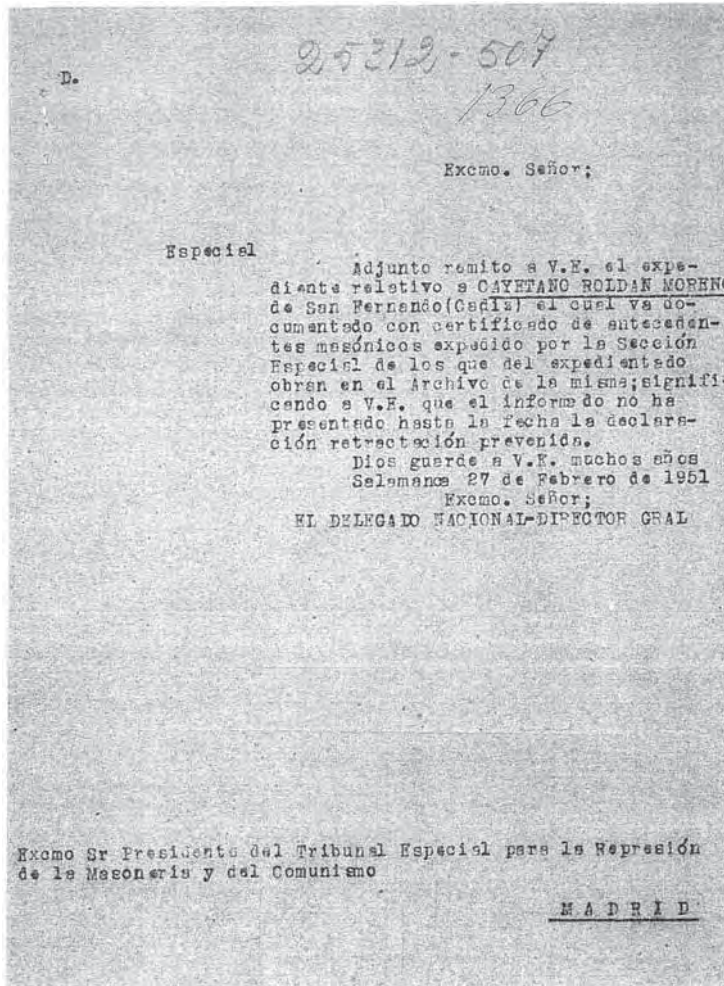 25312-507
D.
1366
Excmo. Señor;
Especial
Adjunto remito a V.E. el expe-
diente relativo a CAYETANO ROLDAN MORENO
de San Fernando(Cadiz) el cual va do-
cumentado con certificado de anteceden-
tes masónicos expedido por la Sección
Especial de los que del expedientado
obran en el Archivo de la misma;signifi-
cando a V.E. que el informado no ha
presentado hasta la fecha la declara-
ción retractación prevenida.
Dios guarde a V.E. muchos años
Salamanca 27 de Febrero de 1951
Excmo. Señor;
EL DELEGADO NACIONAL-DIRECTOR GRAL
Excmo Sr Presidente del Tribunal Especial para la Represión
de la Masoneria y del Comunismo
MADRID